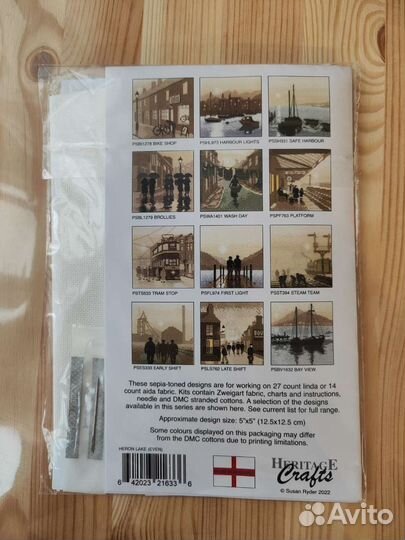 PSBI1278 BIKE SHOP
PSHL973 HARBOUR LIGHTS
PSSH931 SAFE HARBOUR
PSBL1279 BROLLIES
PSWA1401 WASH DAY
PSPF763 PLATFORM
PSTS533 TRAM STOP
PSFL974 FIRST LIGHT
PSST394 STEAM TEAM
PSES333 EARLY SHIFT
PSLS762 LATE SHIFT
PSBV1632 BAY VIEW
These sepia-toned designs are for working on 27 count linda or 14
count aida fabric. Kits contain Zweigart fabric, charts and instructions,
needle and DMC stranded cottons. A selection of the designs
available in this series are shown here. See current list for full range.
Approximate design size: 5"x5" (12.5x12.5 cm)
Some colours displayed on this packaging may differ
from the DMC cottons due to printing limitations.
HERON LAKE (EVEN)
6 42023 21633 6
HERITAGE
Crafts
© Susan Ryder 2022
Avito